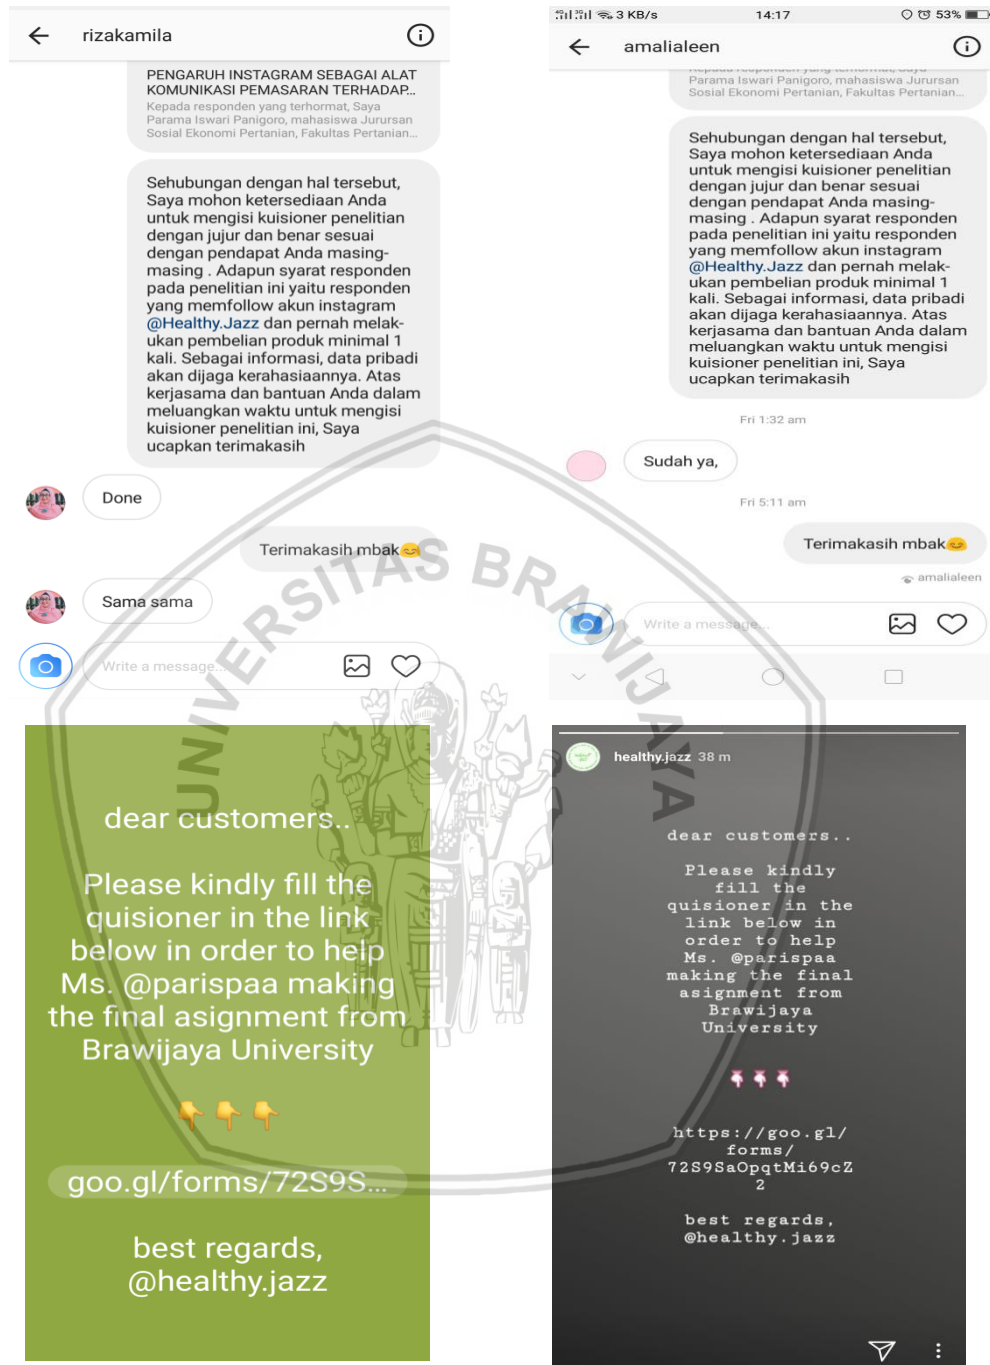 rizakamila
PENGARUH INSTAGRAM SEBAGAI ALAT
KOMUNIKASI PEMASARAN TERHADAP...
Kepada responden yang terhormat, Saya
Parama Iswari Panigoro, mahasiswa Jurursan
Sosial Ekonomi Pertanian, Fakultas Pertanian...
Sehubungan dengan hal tersebut,
Saya mohon ketersediaan Anda
untuk mengisi kuisioner penelitian
dengan jujur dan benar sesuai
dengan pendapat Anda masing-
masing . Adapun syarat responden
pada penelitian ini yaitu responden
yang memfollow akun instagram
@Healthy.Jazz dan pernah melak-
ukan pembelian produk minimal 1
kali. Sebagai informasi, data pribadi
akan dijaga kerahasiaannya. Atas
kerjasama dan bantuan Anda dalam
meluangkan waktu untuk mengisi
kuisioner penelitian ini, Saya
ucapkan terimakasih
Done
Terimakasih mbak😊
Sama sama
Write a message...
3 KB/s 14:17 53%
amalialeen
Parama Iswari Panigoro, mahasiswa Jurursan
Sosial Ekonomi Pertanian, Fakultas Pertanian...
Sehubungan dengan hal tersebut,
Saya mohon ketersediaan Anda
untuk mengisi kuisioner penelitian
dengan jujur dan benar sesuai
dengan pendapat Anda masing-
masing . Adapun syarat responden
pada penelitian ini yaitu responden
yang memfollow akun instagram
@Healthy.Jazz dan pernah melak-
ukan pembelian produk minimal 1
kali. Sebagai informasi, data pribadi
akan dijaga kerahasiaannya. Atas
kerjasama dan bantuan Anda dalam
meluangkan waktu untuk mengisi
kuisioner penelitian ini, Saya
ucapkan terimakasih
Fri 1:32 am
Sudah ya,
Fri 5:11 am
Terimakasih mbak😊
amalialeen
Write a message...
UNIVERSITAS BRAWIJAYA
dear customers..
Please kindly fill the
quisioner in the link
below in order to help
Ms. @parispaa making
the final asignment from
Brawijaya University
👇👇👇
goo.gl/forms/72S9S...
best regards,
@healthy.jazz
healthy.jazz 38 m
dear customers..
Please kindly
fill the
quisioner in the
link below in
order to help
Ms. @parispaa
making the final
asignment from
Brawijaya
University
👇👇👇
https://goo.gl/
forms/
72S9SaOpqtMi69cZ
2
best regards,
@healthy.jazz